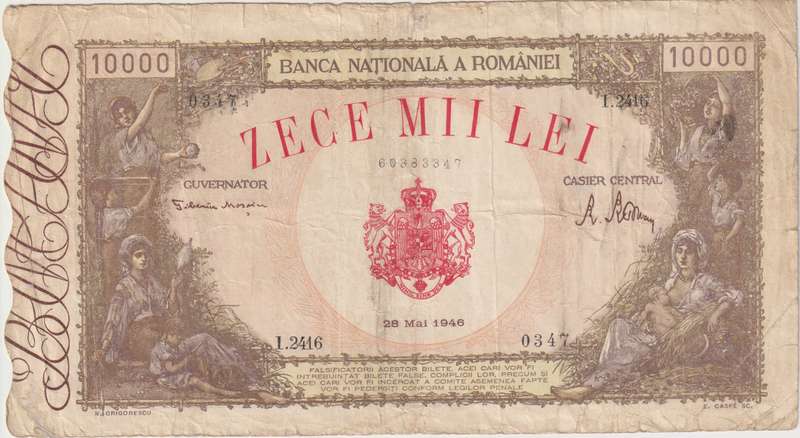 10000
BANCA NAȚIONALĂ A ROMÂNIEI
10000
0347
I.2416
ZECE MII LEI
60383347
GUVERNATOR
CASIER CENTRAL
28 Mai 1946
I.2416
0347
FALSIFICATORII ACESTOR BILETE, ACEI CARI VOR FI
INTREBUINȚAT BILETE FALSE, COMPLICII LOR, PRECUM ȘI
ACEI CARI VOR FI INCERCAT A COMITE ASEMENEA FAPTE
VOR FI PEDEPSIȚI CONFORM LEGILOR PENALE
N. GRIGORESCU